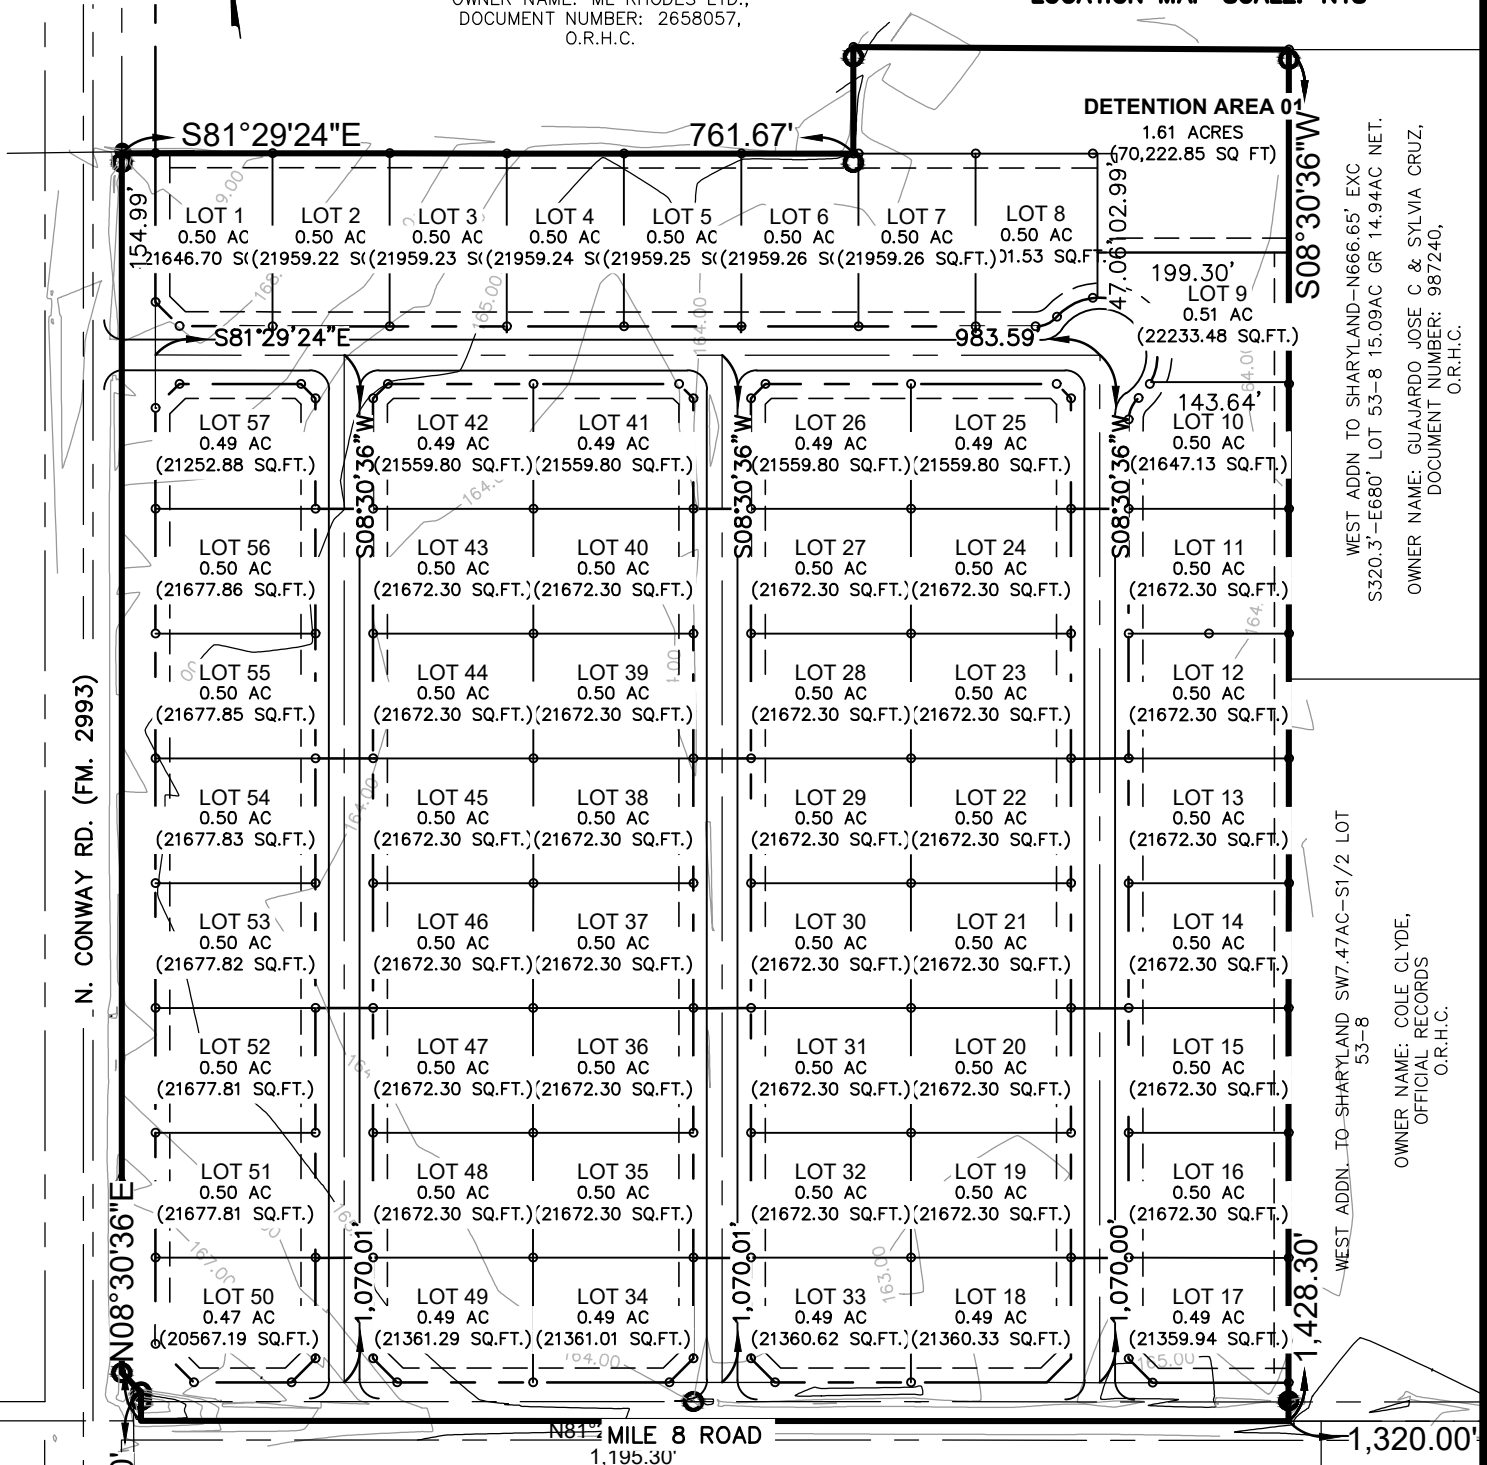 DOCUMENT NUMBER: 2658057,
O.R.H.C.
S81°29'24"E
761.67'
DETENTION AREA 01
1.61 ACRES
(70,222.85 SQ FT)
S08°30'36"W
102.99'
154.99'
LOT 1
0.50 AC
LOT 2
0.50 AC
LOT 3
0.50 AC
LOT 4
0.50 AC
LOT 5
0.50 AC
LOT 6
0.50 AC
LOT 7
0.50 AC
(21959.26 SQ.FT.)
LOT 8
0.50 AC
47.06'
199.30'
LOT 9
0.51 AC
(22233.48 SQ.FT.)
S81°29'24"E
983.59'
143.64'
LOT 57
0.49 AC
(21252.88 SQ.FT.)
LOT 42
0.49 AC
(21559.80 SQ.FT.)
LOT 41
0.49 AC
(21559.80 SQ.FT.)
LOT 26
0.49 AC
(21559.80 SQ.FT.)
LOT 25
0.49 AC
(21559.80 SQ.FT.)
LOT 10
0.50 AC
(21647.13 SQ.FT.)
S08°30'36"W
S08°30'36"W
S08°30'36"W
LOT 56
0.50 AC
(21677.86 SQ.FT.)
LOT 43
0.50 AC
(21672.30 SQ.FT.)
LOT 40
0.50 AC
(21672.30 SQ.FT.)
LOT 27
0.50 AC
(21672.30 SQ.FT.)
LOT 24
0.50 AC
(21672.30 SQ.FT.)
LOT 11
0.50 AC
(21672.30 SQ.FT.)
LOT 55
0.50 AC
(21677.85 SQ.FT.)
LOT 44
0.50 AC
(21672.30 SQ.FT.)
LOT 39
0.50 AC
(21672.30 SQ.FT.)
LOT 28
0.50 AC
(21672.30 SQ.FT.)
LOT 23
0.50 AC
(21672.30 SQ.FT.)
LOT 12
0.50 AC
(21672.30 SQ.FT.)
LOT 54
0.50 AC
(21677.83 SQ.FT.)
LOT 45
0.50 AC
(21672.30 SQ.FT.)
LOT 38
0.50 AC
(21672.30 SQ.FT.)
LOT 29
0.50 AC
(21672.30 SQ.FT.)
LOT 22
0.50 AC
(21672.30 SQ.FT.)
LOT 13
0.50 AC
(21672.30 SQ.FT.)
LOT 53
0.50 AC
(21677.82 SQ.FT.)
LOT 46
0.50 AC
(21672.30 SQ.FT.)
LOT 37
0.50 AC
(21672.30 SQ.FT.)
LOT 30
0.50 AC
(21672.30 SQ.FT.)
LOT 21
0.50 AC
(21672.30 SQ.FT.)
LOT 14
0.50 AC
(21672.30 SQ.FT.)
LOT 52
0.50 AC
(21677.81 SQ.FT.)
LOT 47
0.50 AC
(21672.30 SQ.FT.)
LOT 36
0.50 AC
(21672.30 SQ.FT.)
LOT 31
0.50 AC
(21672.30 SQ.FT.)
LOT 20
0.50 AC
(21672.30 SQ.FT.)
LOT 15
0.50 AC
(21672.30 SQ.FT.)
LOT 51
0.50 AC
(21677.81 SQ.FT.)
LOT 48
0.50 AC
(21672.30 SQ.FT.)
LOT 35
0.50 AC
(21672.30 SQ.FT.)
LOT 32
0.50 AC
(21672.30 SQ.FT.)
LOT 19
0.50 AC
(21672.30 SQ.FT.)
LOT 16
0.50 AC
(21672.30 SQ.FT.)
LOT 50
0.47 AC
(20567.19 SQ.FT.)
LOT 49
0.49 AC
(21361.29 SQ.FT.)
LOT 34
0.49 AC
(21361.01 SQ.FT.)
LOT 33
0.49 AC
(21360.62 SQ.FT.)
LOT 18
0.49 AC
(21360.33 SQ.FT.)
LOT 17
0.49 AC
(21359.94 SQ.FT.)
1,070.01'
1,070.01'
1,070.00'
1,428.30'
N08°30'36"E
N. CONWAY RD. (FM. 2993)
MILE 8 ROAD
1,195.30'
1,320.00'
WEST ADDN TO SHARYLAND-N666.65' EXC
S320.3'-E680' LOT 53-8 15.09AC GR 14.94AC NET.
OWNER NAME: GUAJARDO JOSE C & SYLVIA CRUZ,
DOCUMENT NUMBER: 987240,
O.R.H.C.
WEST ADDN. TO SHARYLAND SW7.47AC-S1/2 LOT
53-8
OWNER NAME: COLE CLYDE,
OFFICIAL RECORDS
O.R.H.C.
165.00
164.00
164.00
167.00
163.00
164.00
165.00